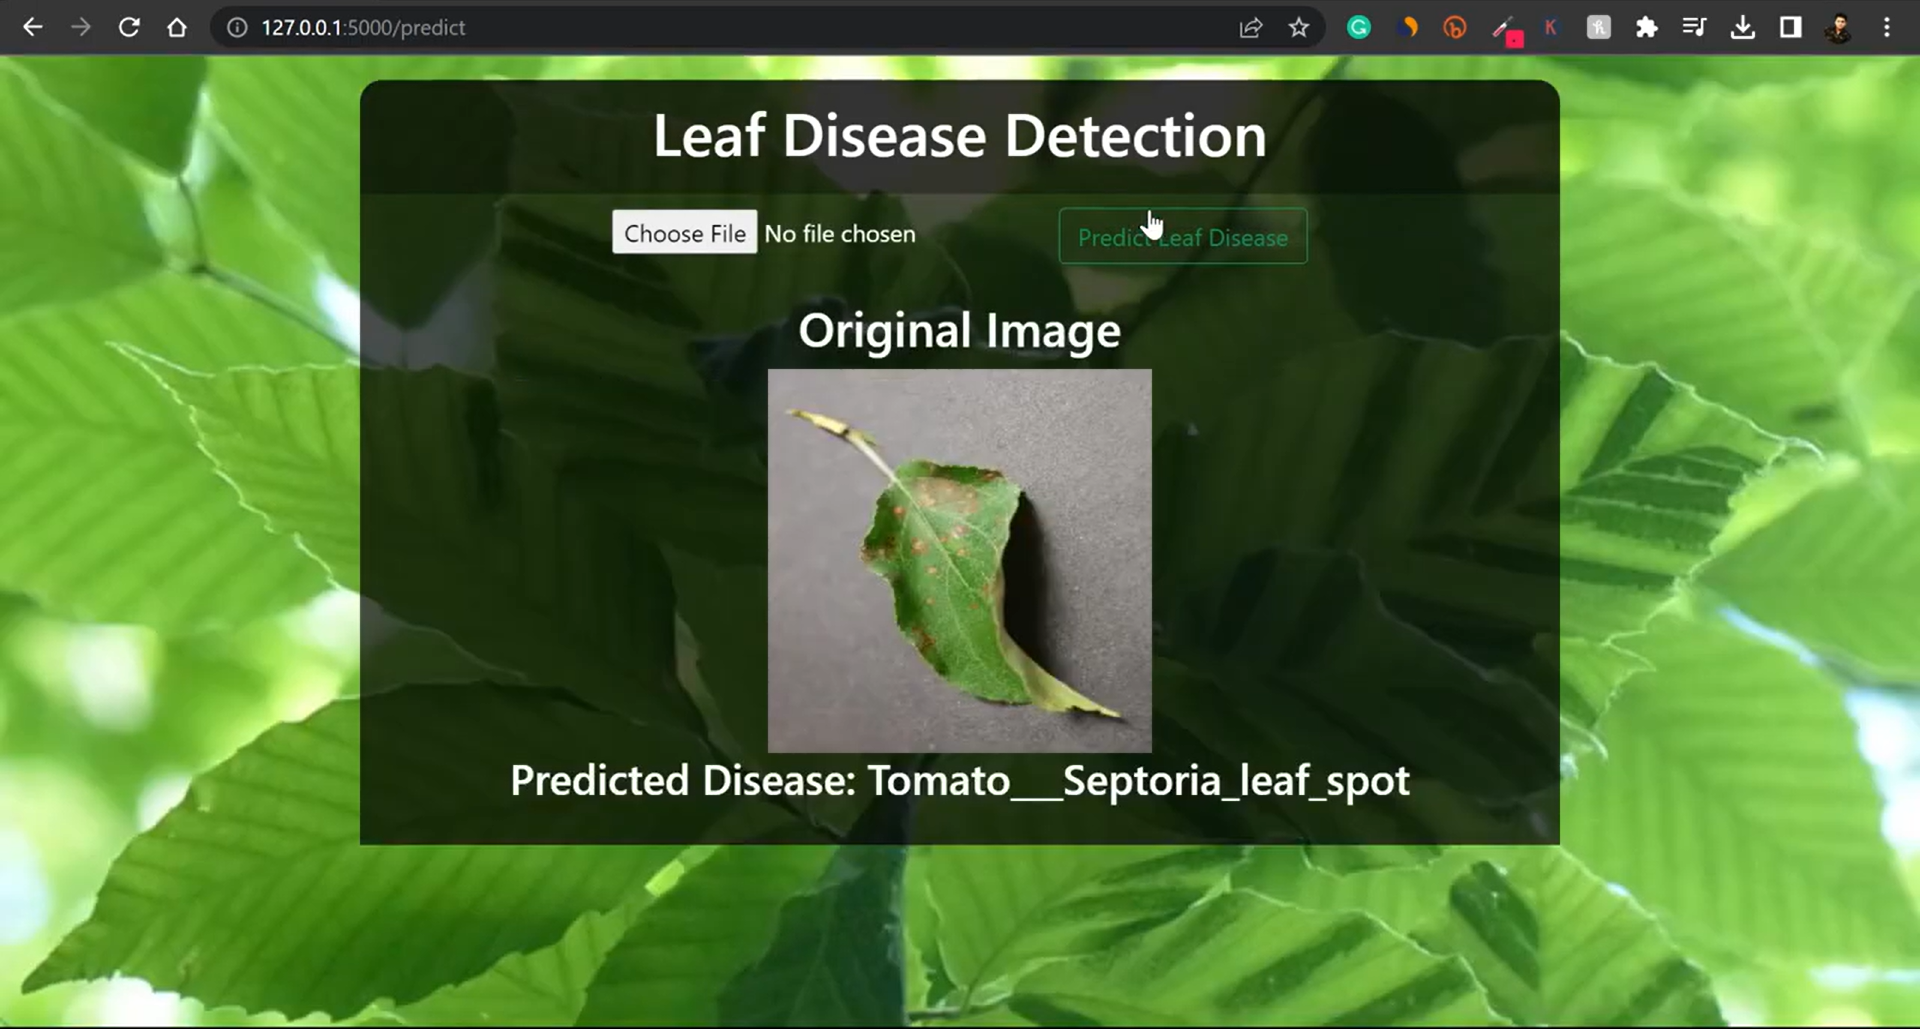 127.0.0.1:5000/predict
Leaf Disease Detection
Choose File No file chosen
Predict Leaf Disease
Original Image
Predicted Disease: Tomato___Septoria_leaf_spot